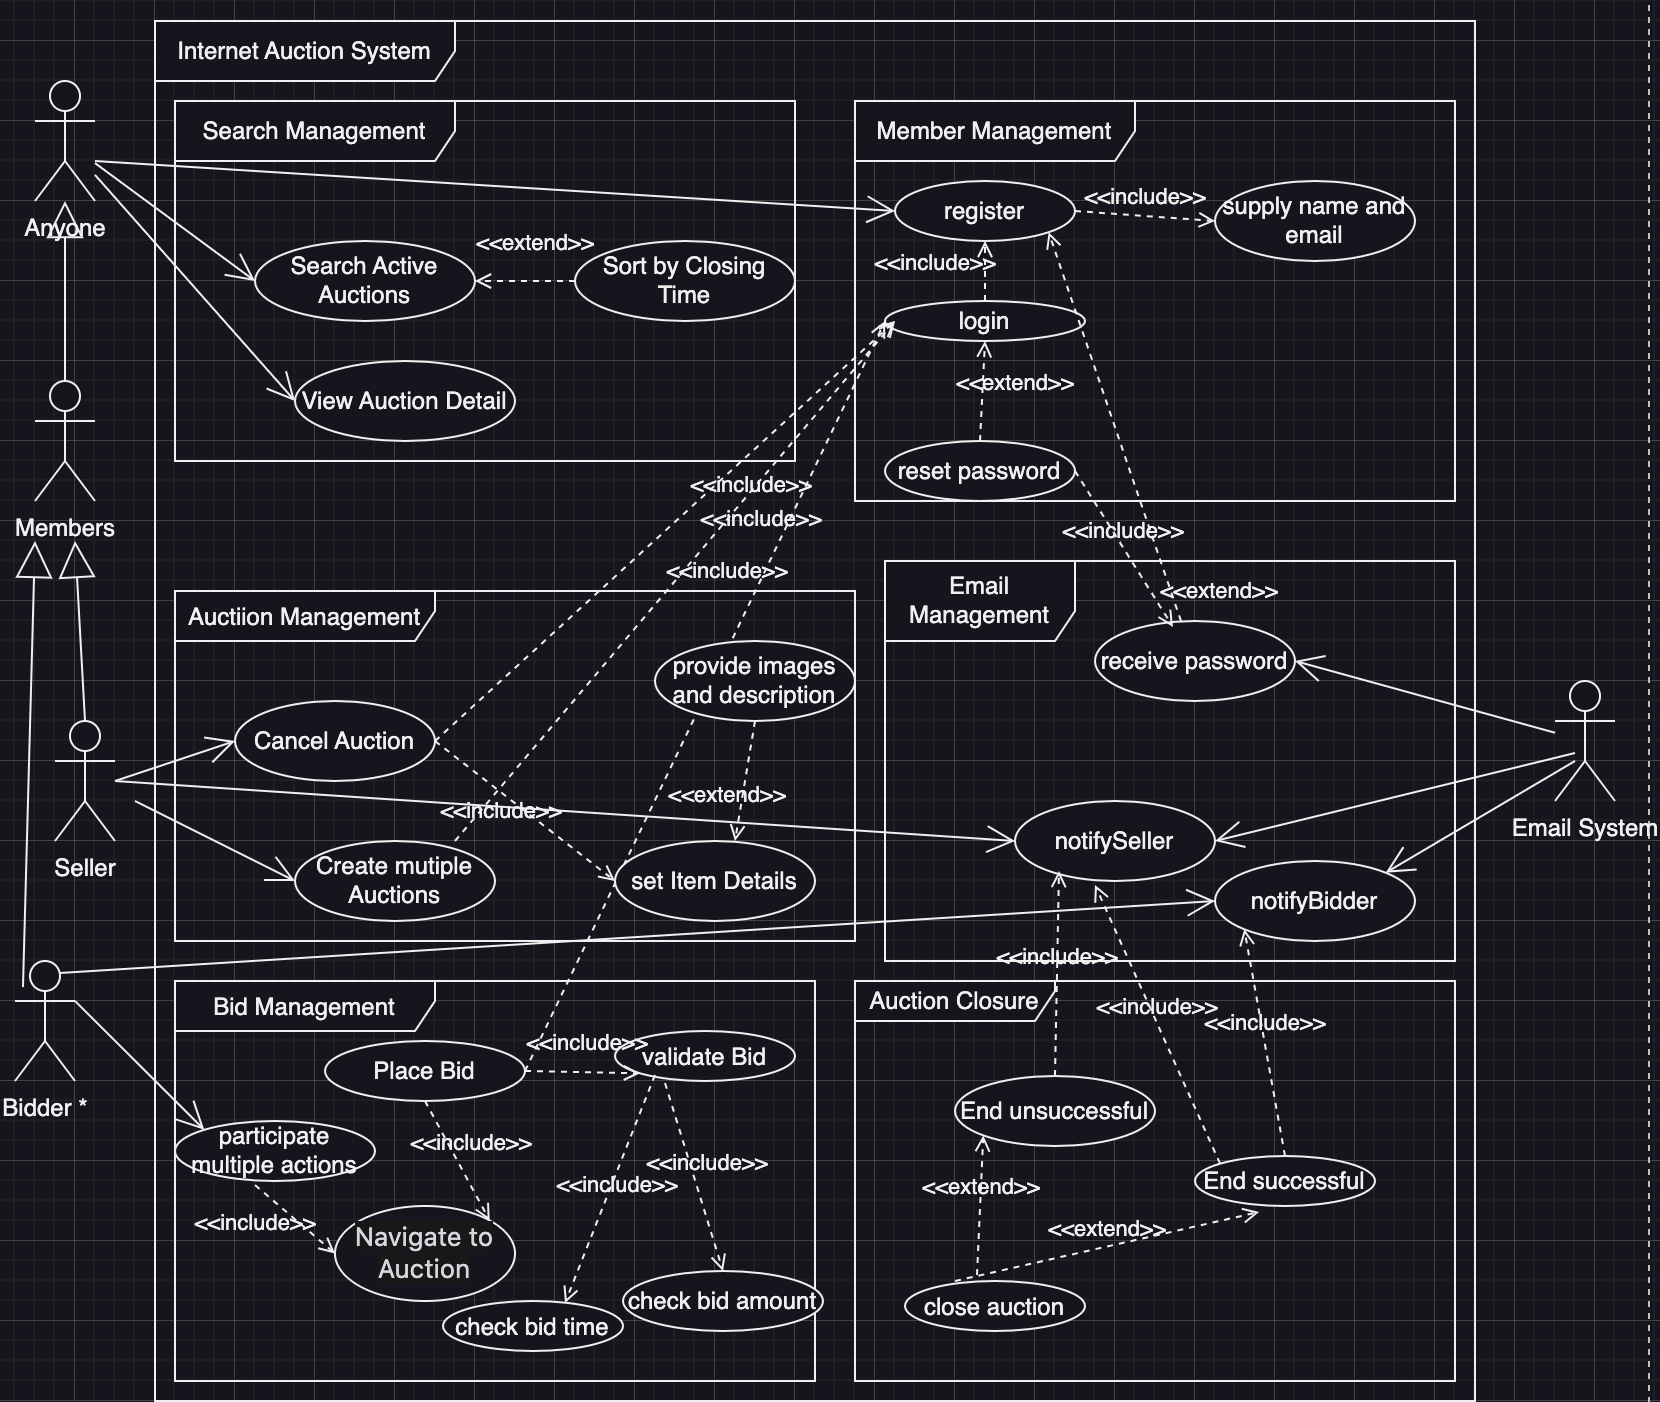 Internet Auction System
Search Management
Member Management
Anyone
register
<<include>>
supply name and
email
<<extend>>
Search Active
Auctions
Sort by Closing
Time
<<include>>
login
<<extend>>
View Auction Detail
reset password
<<include>>
<<include>>
<<include>>
<<include>>
Members
Email
Management
<<extend>>
Auctiion Management
provide images
and description
receive password
Cancel Auction
<<extend>>
<<include>>
Seller
Create mutiple
Auctions
set Item Details
notifySeller
Email System
notifyBidder
<<include>>
Bid Management
Auction Closure
<<include>>
<<include>>
<<include>>
validate Bid
Place Bid
Bidder *
End unsuccessful
participate
multiple actions
<<include>>
<<include>>
<<include>>
<<extend>>
End successful
<<include>>
Navigate to
Auction
<<extend>>
check bid amount
close auction
check bid time